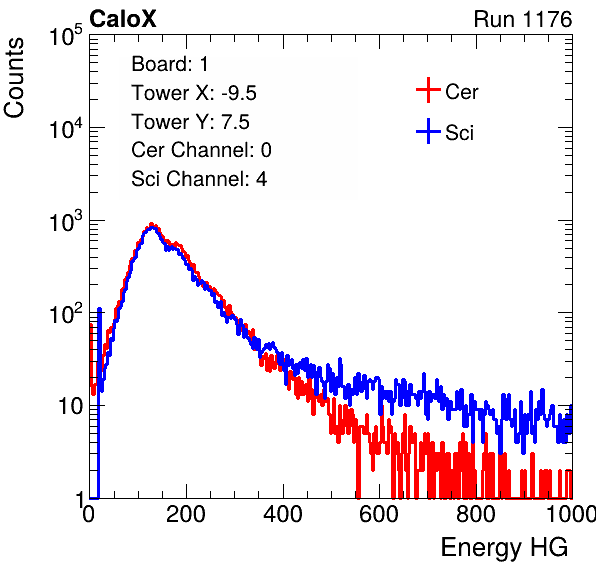 CaloX Run 1176
Counts
10^5
10^4
10^3
10^2
10
1
Board: 1
Tower X: -9.5
Tower Y: 7.5
Cer Channel: 0
Sci Channel: 4
Cer
Sci
0 200 400 600 800 1000
Energy HG